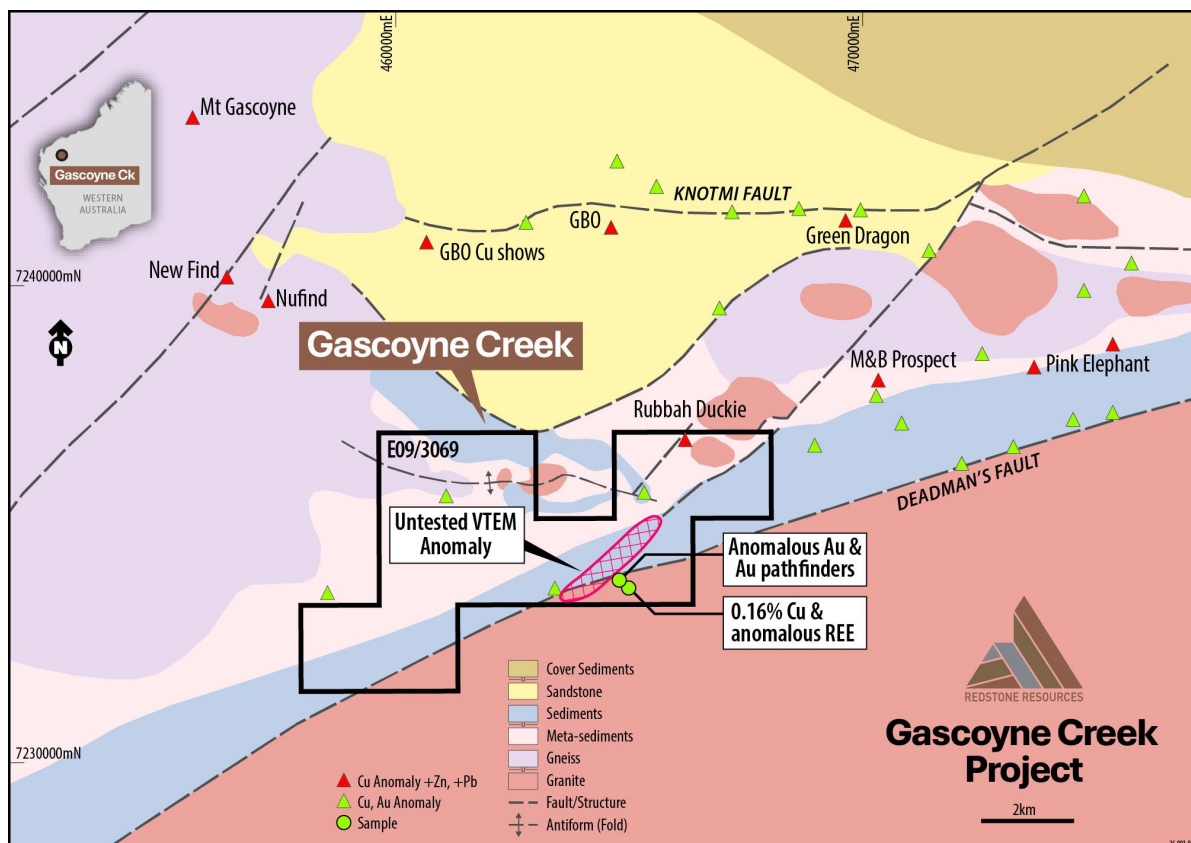 460000mE
470000mE
Mt Gascoyne
Gascoyne Ck
WESTERN
AUSTRALIA
KNOTMI FAULT
GBO
GBO Cu shows
Green Dragon
7240000mN
New Find
Nufind
N
Gascoyne Creek
M&B Prospect
Pink Elephant
Rubbah Duckie
E09/3069
DEADMAN'S FAULT
Untested VTEM
Anomaly
Anomalous Au &
Au pathfinders
0.16% Cu &
anomalous REE
7230000mN
Cover Sediments
Sandstone
Sediments
Meta-sediments
Gneiss
Granite
Fault/Structure
Antiform (Fold)
Cu Anomaly +Zn, +Pb
Cu, Au Anomaly
Sample
REDSTONE RESOURCES
Gascoyne Creek
Project
2km